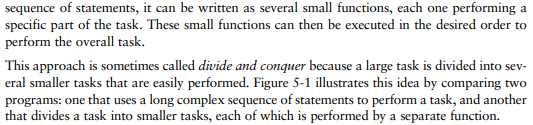 sequence of statements, it can be written as several small functions, each one performing a
specific part of the task. These small functions can then be executed in the desired order to
perform the overall task.
This approach is sometimes called divide and conquer because a large task is divided into sev-
eral smaller tasks that are easily performed. Figure 5-1 illustrates this idea by comparing two
programs: one that uses a long complex sequence of statements to perform a task, and another
that divides a task into smaller tasks, each of which is performed by a separate function.